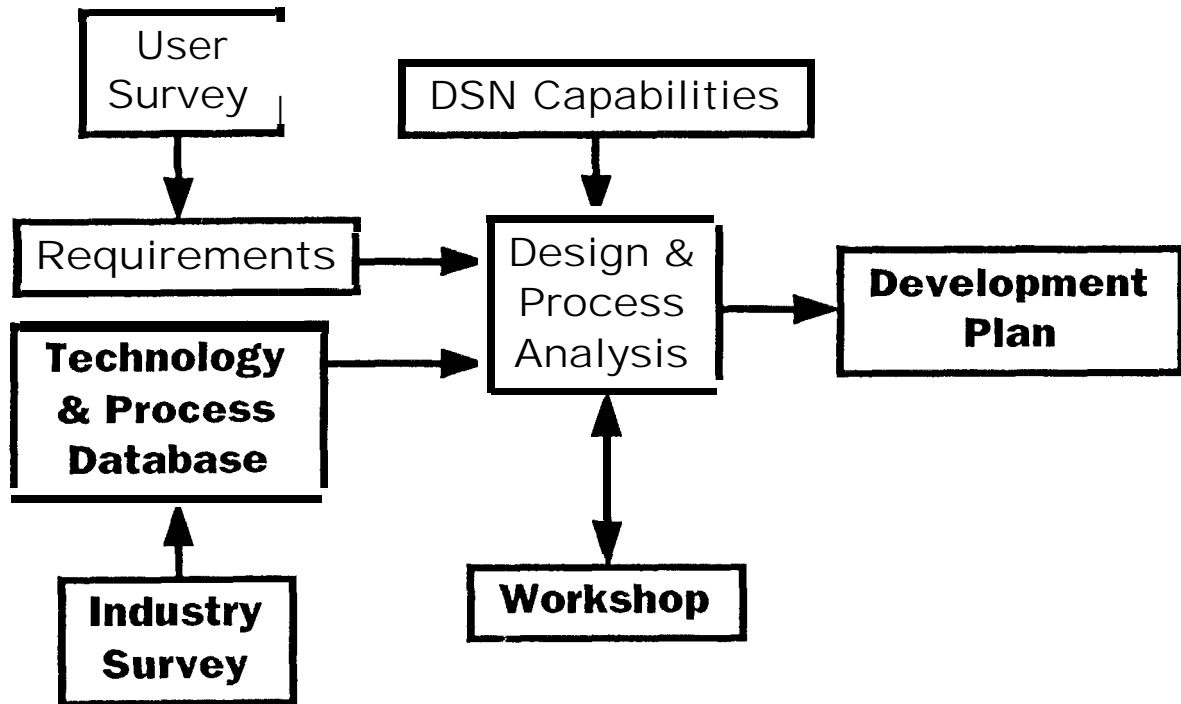 User
Survey
DSN Capabilities
Requirements
Design &
Process
Analysis
Development
Plan
Technology
& Process
Database
Workshop
Industry
Survey